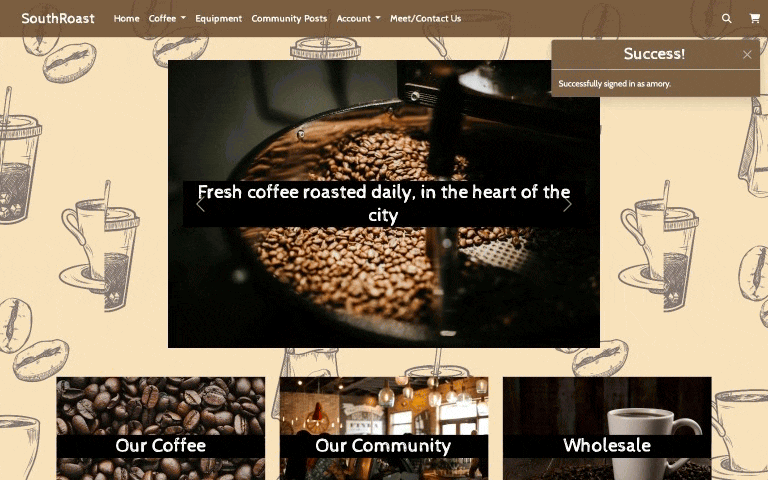 SouthRoast Home Coffee Equipment Community Posts Account Meet/Contact Us
Success!
Successfully signed in as amory.
Fresh coffee roasted daily, in the heart of the
city
Our Coffee
Our Community
Wholesale